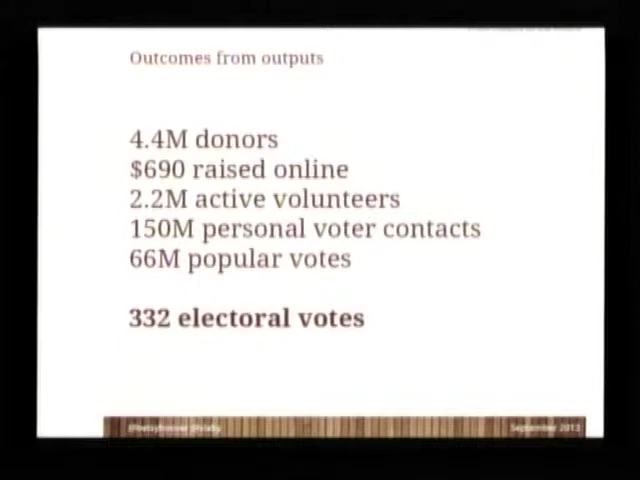 Outcomes from outputs
4.4M donors
$690 raised online
2.2M active volunteers
150M personal voter contacts
66M popular votes
332 electoral votes
September 2013